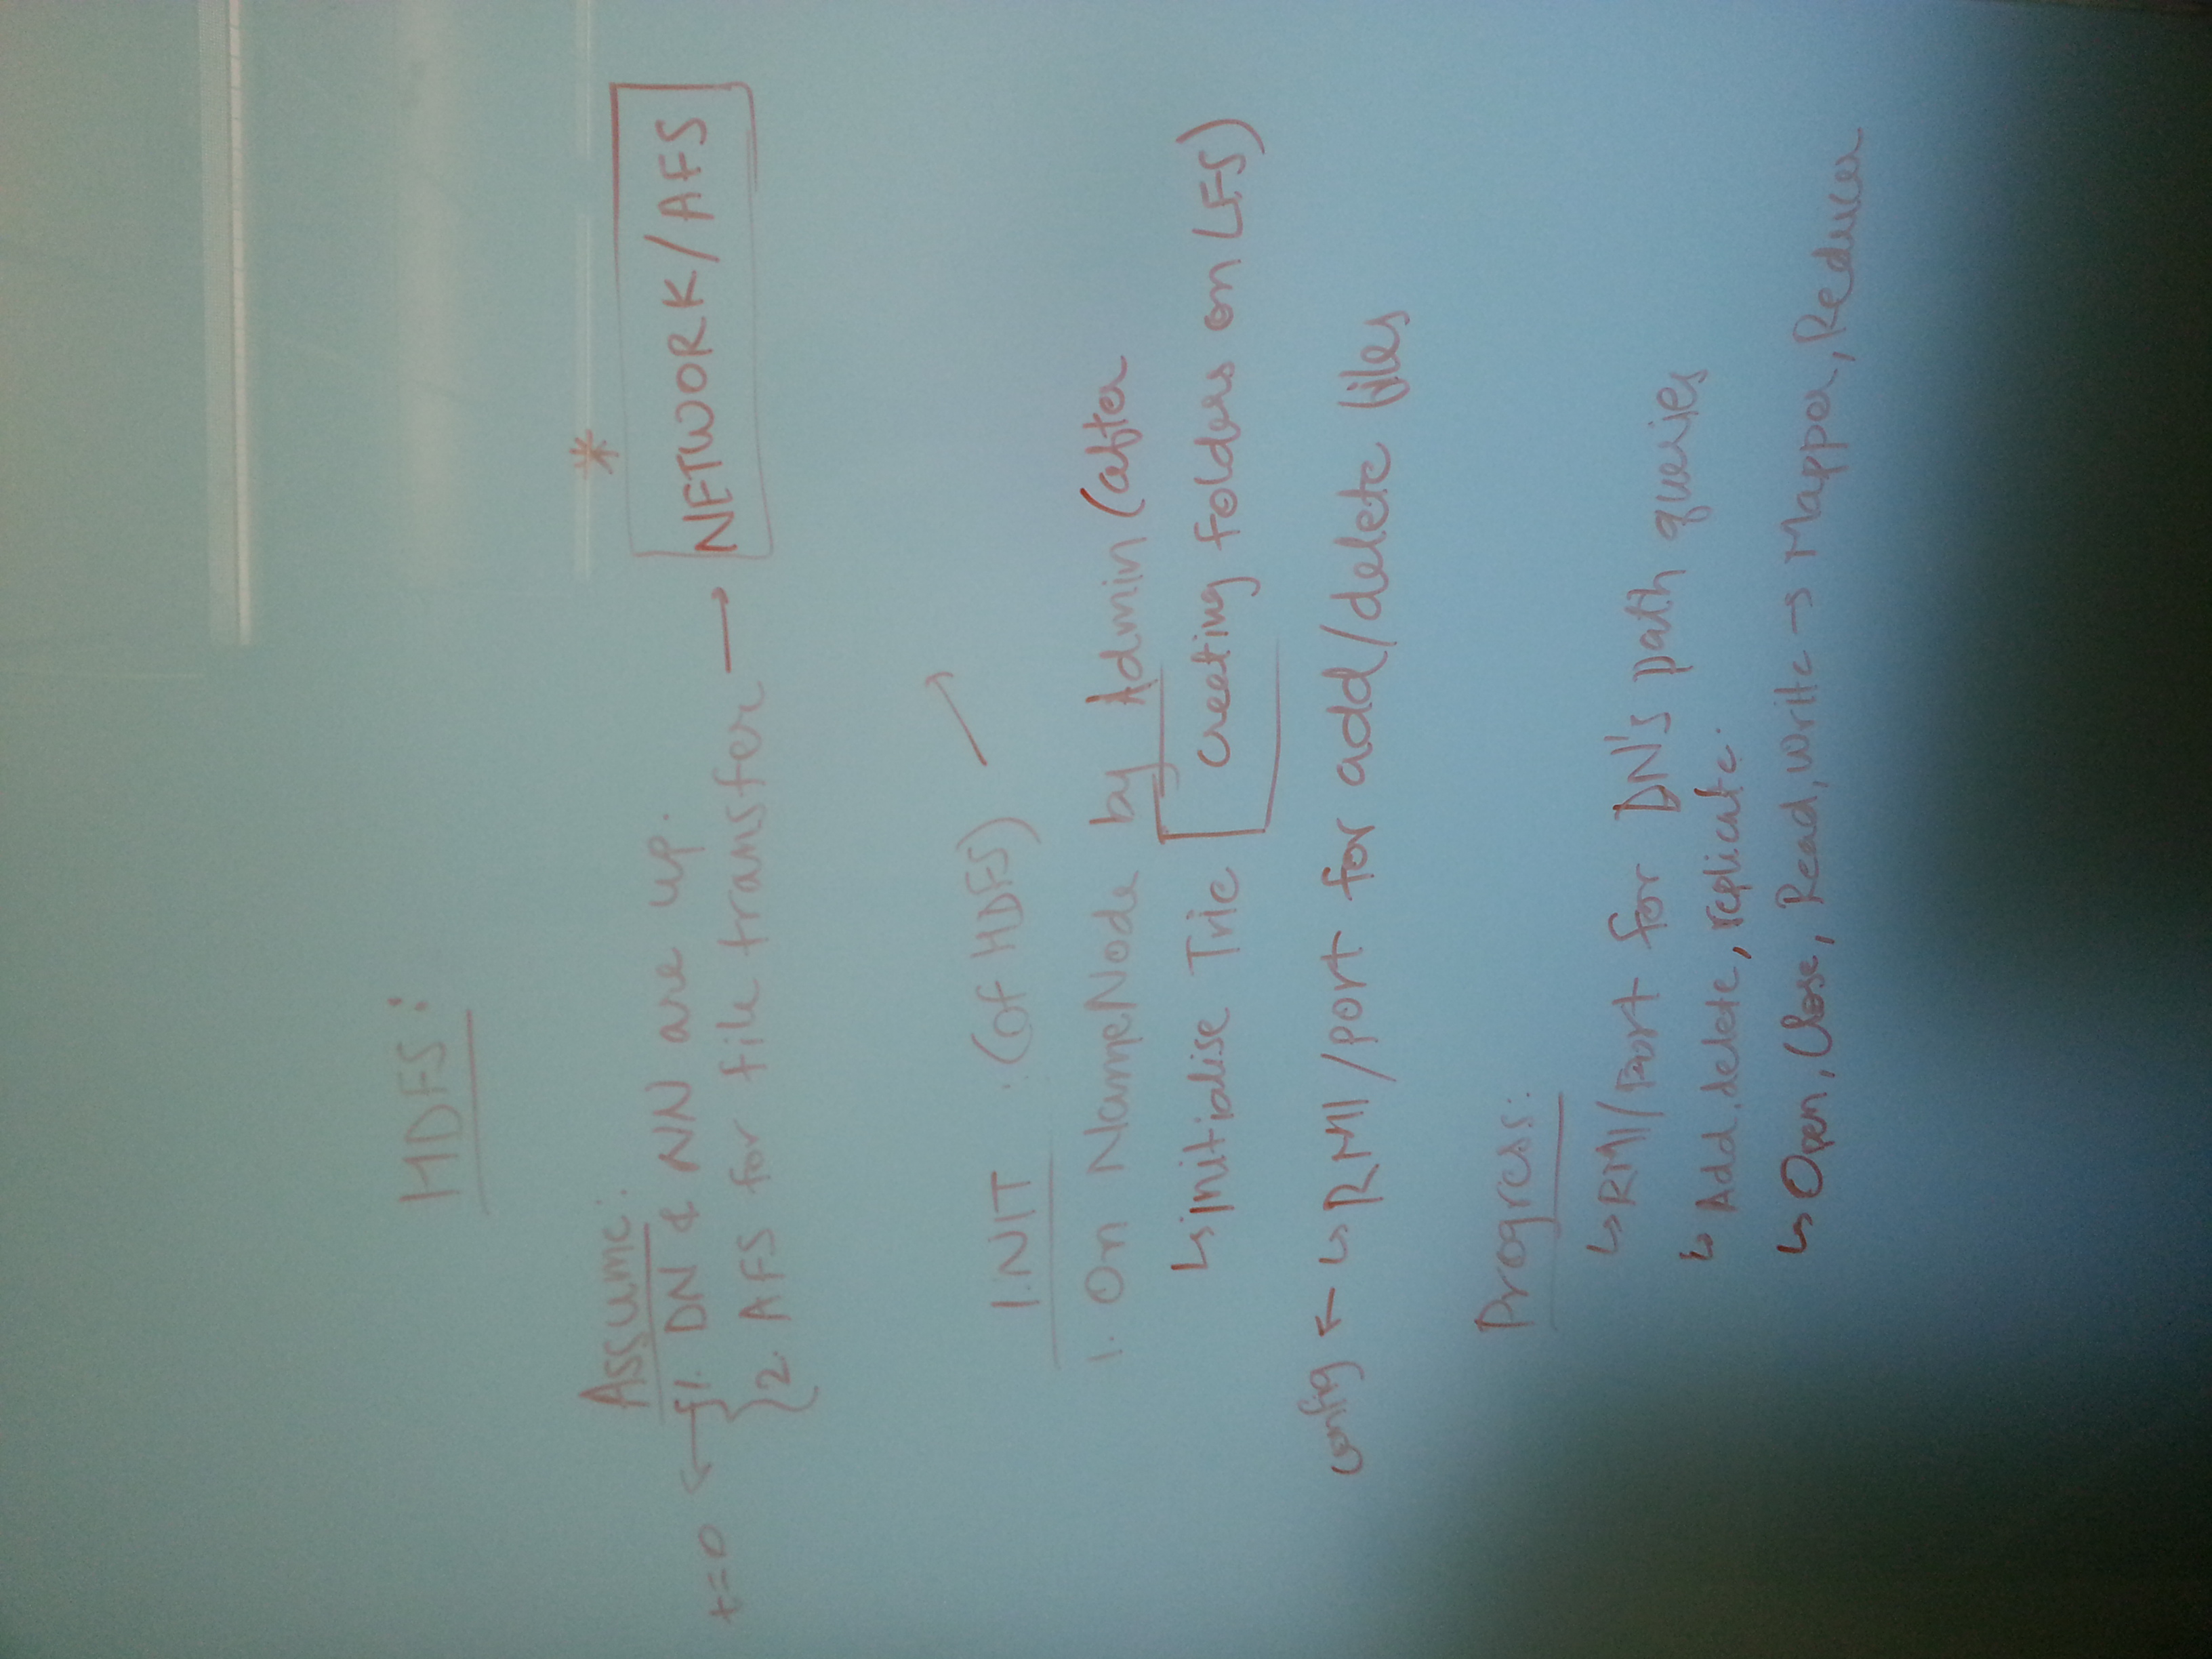 HDFS:
Assume:
t=0 ← 1. DN & NN are up.
2. AFS for file transfer → NETWORK/AFS *
INIT : (of HDFS) ↗
1. On NameNode by Admin (after
↳ initialise Trie [ creating folders on LFS)
config ← ↳ RMI/port for add/delete files
Progress:
↳ RMI/port for DN's path queries
↳ Add, delete, replicate.
↳ Open, Close, Read, Write → Mapper, Reducer